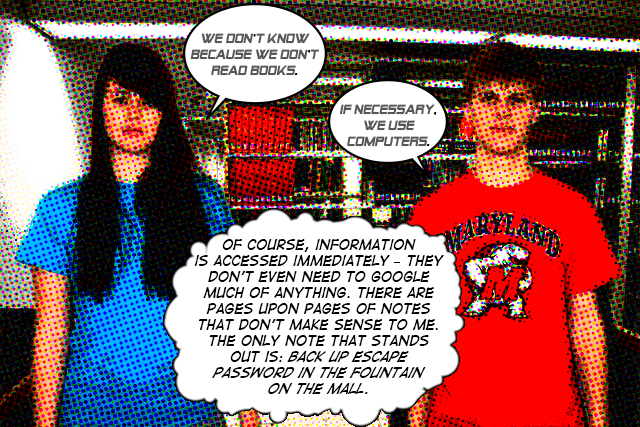 WE DON'T KNOW
BECAUSE WE DON'T
READ BOOKS.
IF NECESSARY,
WE USE
COMPUTERS.
MARYLAND
M
OF COURSE, INFORMATION
IS ACCESSED IMMEDIATELY - THEY
DON'T EVEN NEED TO GOOGLE
MUCH OF ANYTHING. THERE ARE
PAGES UPON PAGES OF NOTES
THAT DON'T MAKE SENSE TO ME.
THE ONLY NOTE THAT STANDS
OUT IS: BACK UP ESCAPE
PASSWORD IN THE FOUNTAIN
ON THE MALL.